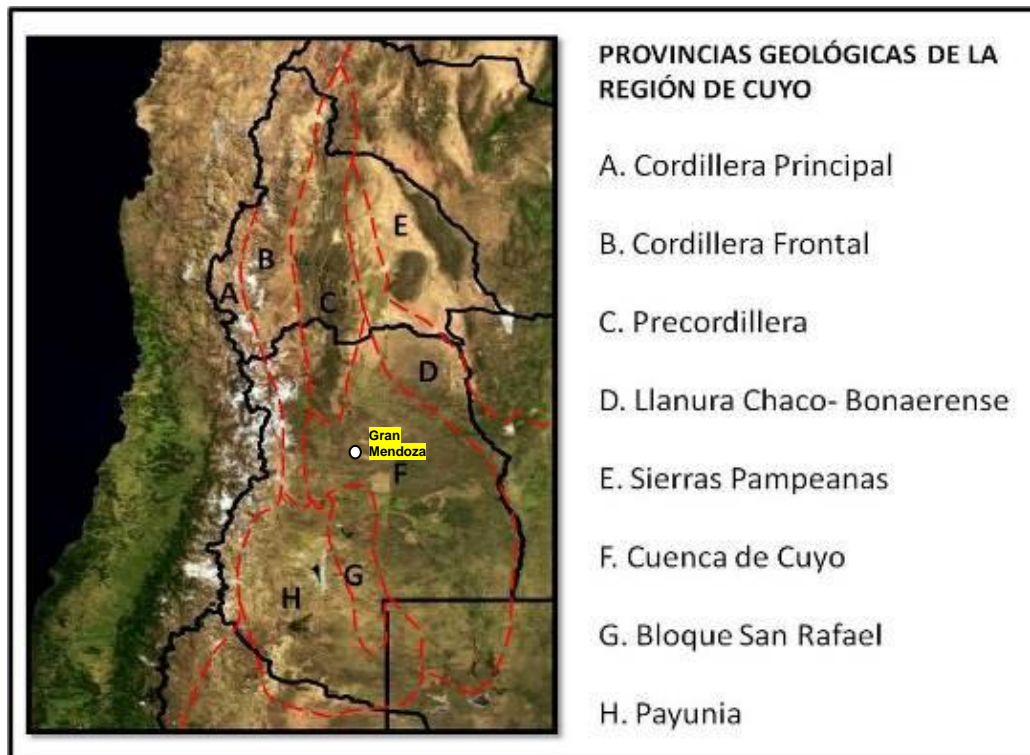 PROVINCIAS GEOLÓGICAS DE LA
REGIÓN DE CUYO
A. Cordillera Principal
B. Cordillera Frontal
C. Precordillera
D. Llanura Chaco- Bonaerense
E. Sierras Pampeanas
F. Cuenca de Cuyo
G. Bloque San Rafael
H. Payunia
E
B
A
C
D
Gran
Mendoza
F
G
H